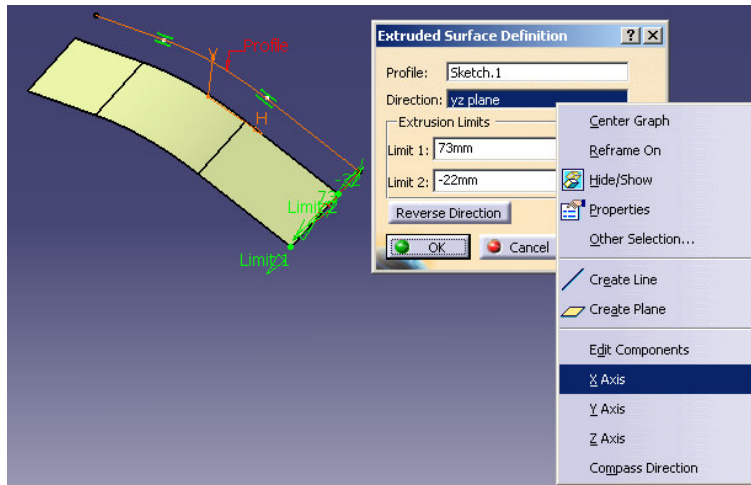 Profile
V
H
-22
73
Limit 2
Limit 1
Extruded Surface Definition
Profile: Sketch.1
Direction: yz plane
Extrusion Limits
Limit 1: 73mm
Limit 2: -22mm
Reverse Direction
OK
Cancel
Center Graph
Reframe On
Hide/Show
Properties
Other Selection...
Create Line
Create Plane
Edit Components
X Axis
Y Axis
Z Axis
Compass Direction